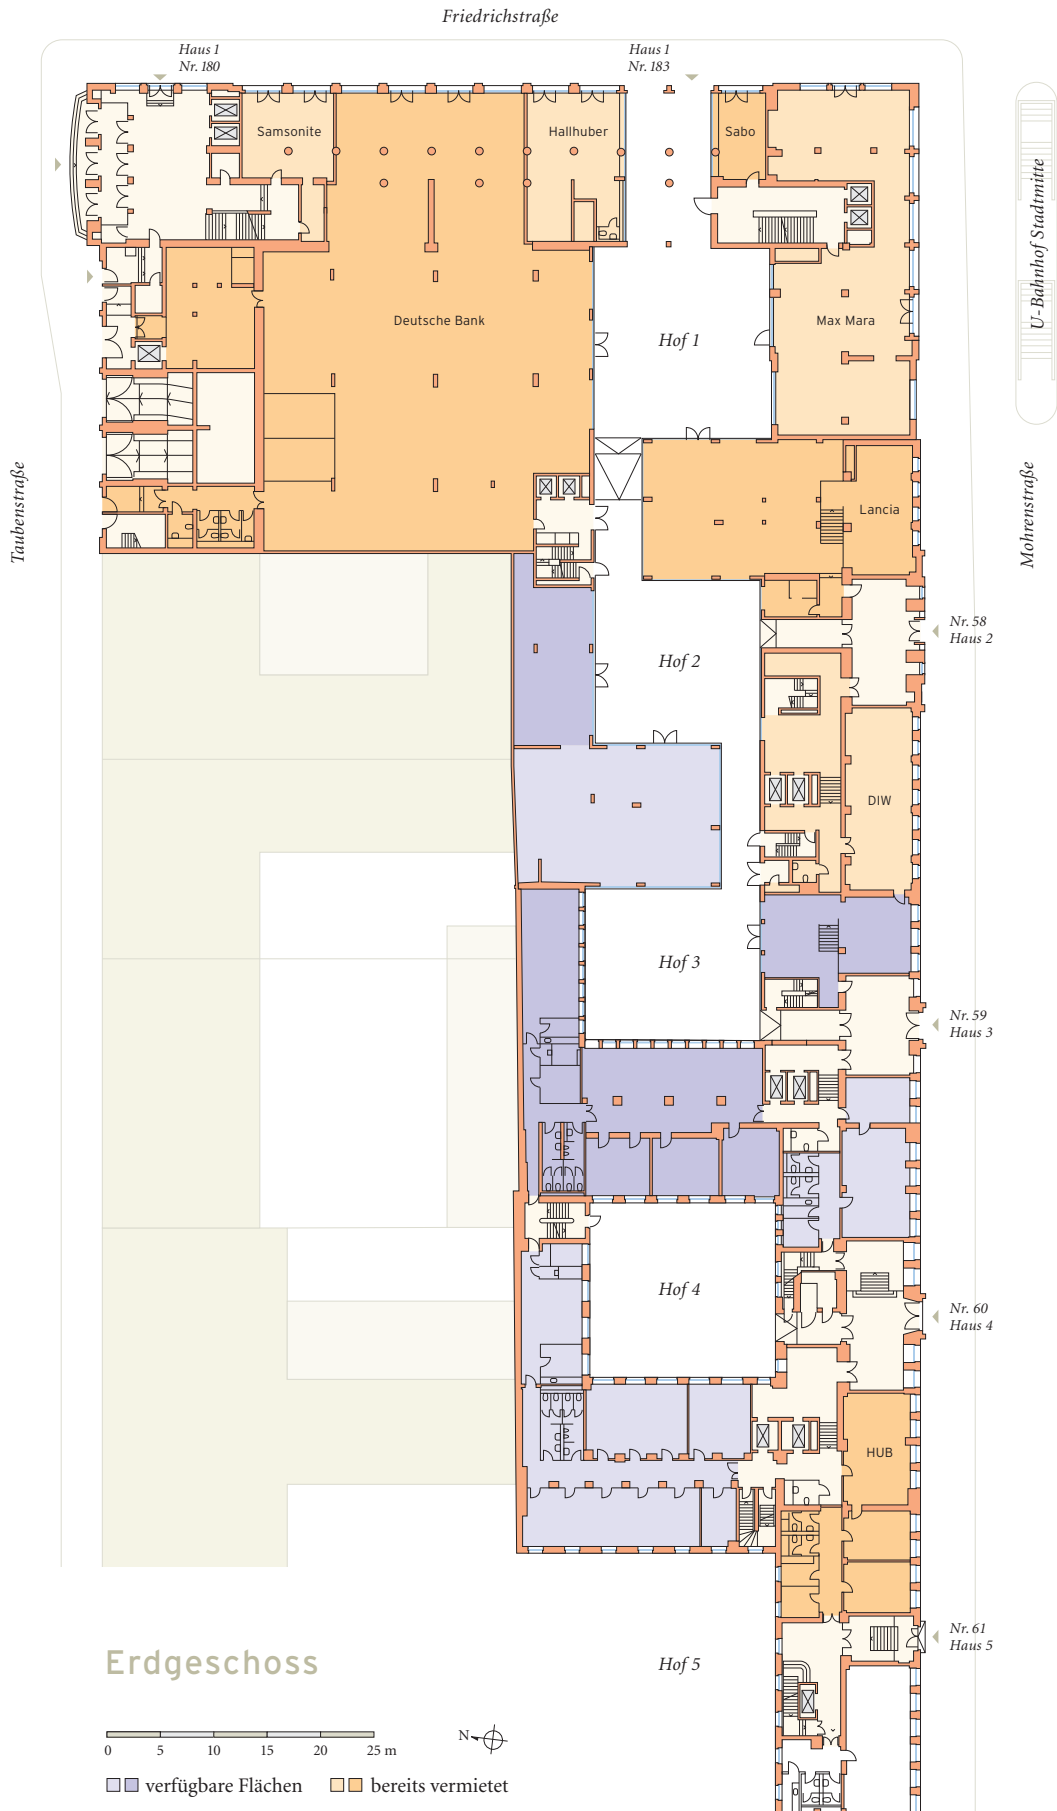 Friedrichstraße
Haus 1
Nr. 180
Haus 1
Nr. 183
Samsonite
Hallhuber
Sabo
U-Bahnhof Stadtmitte
Deutsche Bank
Hof 1
Max Mara
Taubenstraße
Mohrenstraße
Lancia
Nr. 58
Haus 2
Hof 2
DIW
Hof 3
Nr. 59
Haus 3
Hof 4
Nr. 60
Haus 4
HUB
Nr. 61
Haus 5
Hof 5
Erdgeschoss
N
0 5 10 15 20 25 m
verfügbare Flächen bereits vermietet